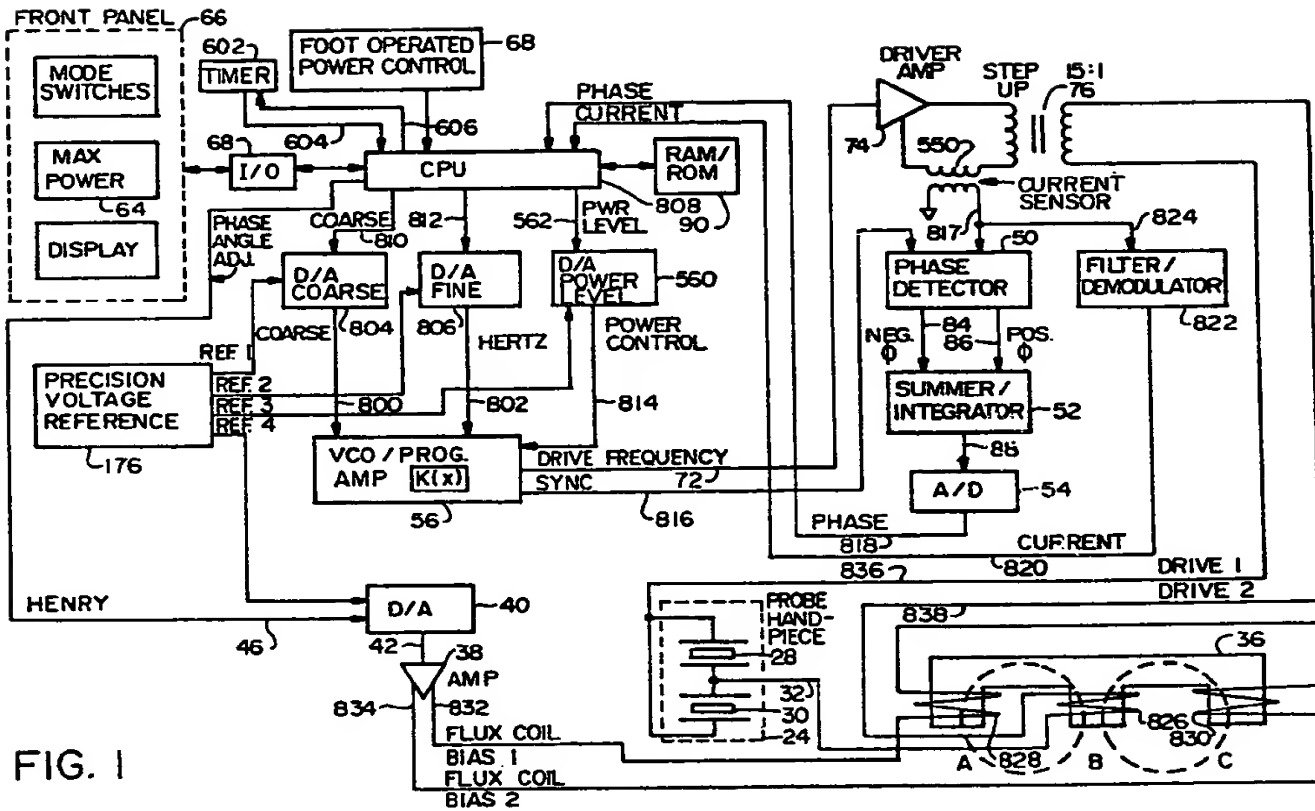 FRONT PANEL
66
MODE
SWITCHES
MAX
POWER
64
DISPLAY
602
TIMER
604
606
FOOT OPERATED
POWER CONTROL
68
68
I/O
CPU
RAM/
ROM
808
90
PHASE
CURRENT
PHASE
ANGLE
ADJ.
COARSE
810
812
562
PWR
LEVEL
D/A
COARSE
804
D/A
FINE
806
D/A
POWER
LEVEL
560
COARSE
HERTZ
POWER
CONTROL
PRECISION
VOLTAGE
REFERENCE
176
REF. 1
REF. 2
REF. 3
REF. 4
800
802
814
VCO / PROG.
AMP
K(x)
56
DRIVE FREQUENCY
72
SYNC
816
DRIVER
AMP
74
STEP
UP
15:1
76
550
CURRENT
SENSOR
817
824
50
PHASE
DETECTOR
FILTER/
DEMODULATOR
822
NEG.
Φ
84
86
POS.
Φ
SUMMER/
INTEGRATOR
52
88
A/D
54
PHASE
818
CURRENT
820
836
DRIVE 1
DRIVE 2
838
HENRY
46
D/A
40
42
38
AMP
834
832
FLUX COIL
BIAS 1
FLUX COIL
BIAS 2
PROBE
HAND-
PIECE
28
32
30
24
36
826
828
830
A
B
C
FIG. 1